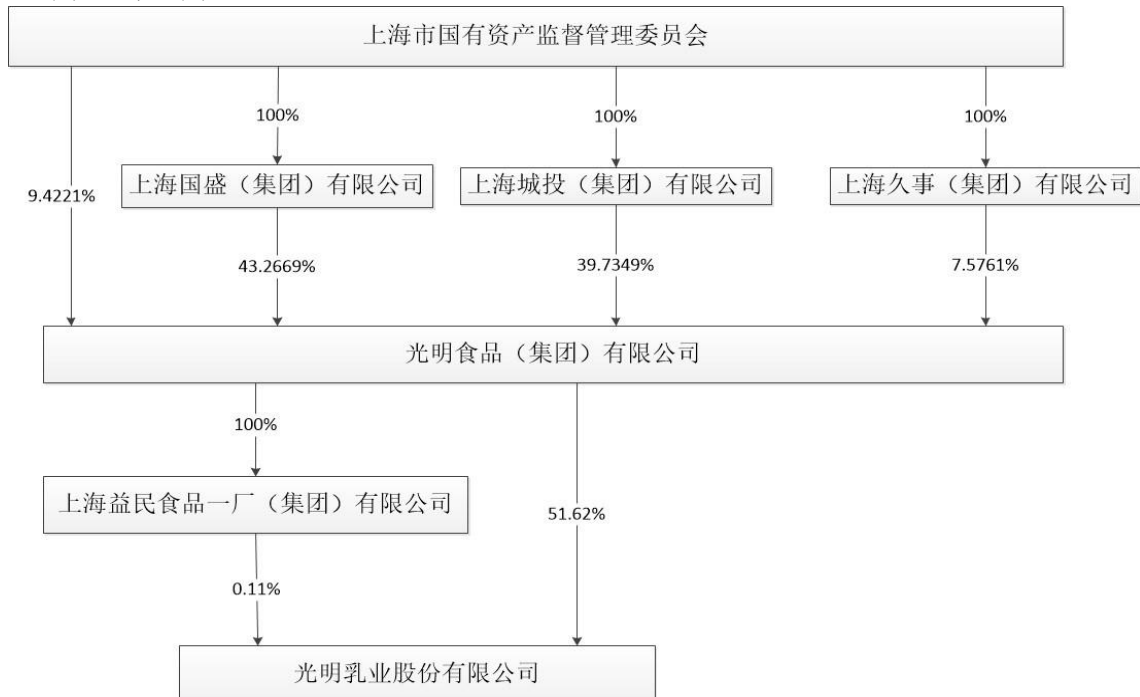 上海市国有资产监督管理委员会
100%
100%
100%
上海国盛（集团）有限公司
上海城投（集团）有限公司
上海久事（集团）有限公司
9.4221%
43.2669%
39.7349%
7.5761%
光明食品（集团）有限公司
100%
上海益民食品一厂（集团）有限公司
51.62%
0.11%
光明乳业股份有限公司